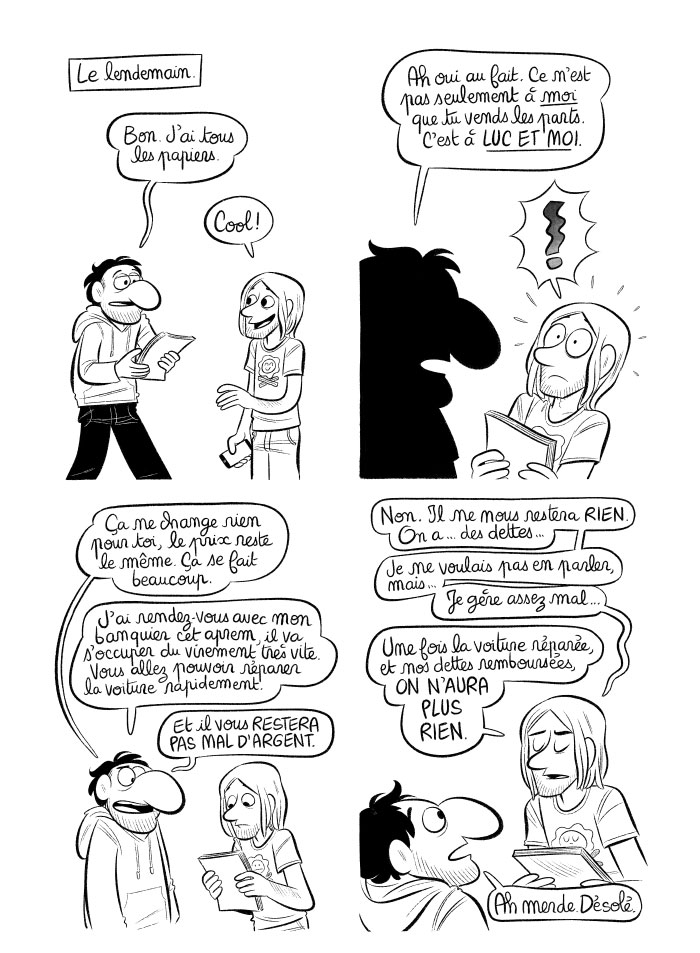 Le lendemain.
Bon. J'ai tous
les papiers.
Cool!
Ah oui au fait. Ce n'est
pas seulement à moi
que tu vends les parts.
C'est à LUC ET MOI.
!
Ça ne change rien
pour toi, le prix reste
le même. Ça se fait
beaucoup.
J'ai rendez-vous avec mon
banquier cet aprem, il va
s'occuper du virement très vite.
Vous allez pouvoir réparer
la voiture rapidement.
Et il vous RESTERA
PAS MAL D'ARGENT.
Non. Il ne nous restera RIEN.
On a... des dettes...
Je ne voulais pas en parler,
mais...
Je gère assez mal...
Une fois la voiture réparée,
et nos dettes remboursées,
ON N'AURA
PLUS
RIEN.
Ah merde. Désolé.